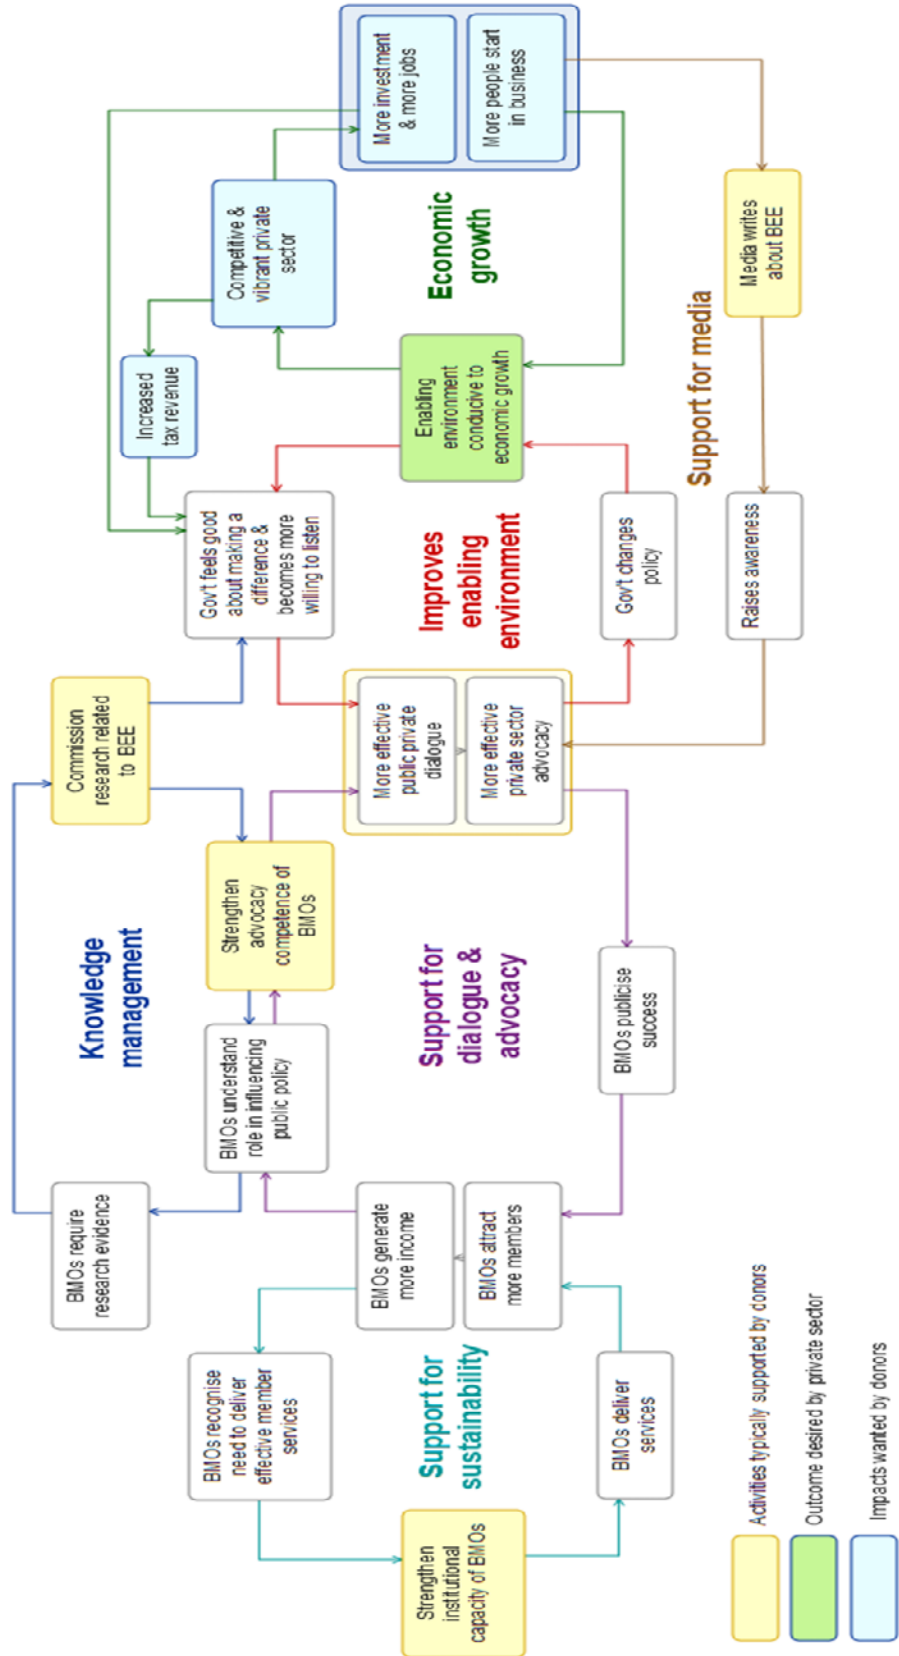 BMOs require
research evidence
Knowledge
management
Commission
research related
to BEE
Increased
tax revenue
BMOs recognise
need to deliver
effective member
services
BMOs understand
role in influencing
public policy
Strengthen
advocacy
competence of
BMOs
Gov't feels good
about making a
difference &
becomes more
willing to listen
Competitive &
vibrant private
sector
Strengthen
institutional
capacity of BMOs
Support for
sustainability
BMOs generate
more income
BMOs attract
more members
Support for
dialogue &
advocacy
More effective
public private
dialogue
More effective
private sector
advocacy
Improves
enabling
environment
Enabling
environment
conducive to
economic growth
Economic
growth
More investment
& more jobs
More people start
in business
BMOs deliver
services
BMOs publicise
success
Gov't changes
policy
Support for media
Raises awareness
Media writes
about BEE
Activities typically supported by donors
Outcome desired by private sector
Impacts wanted by donors